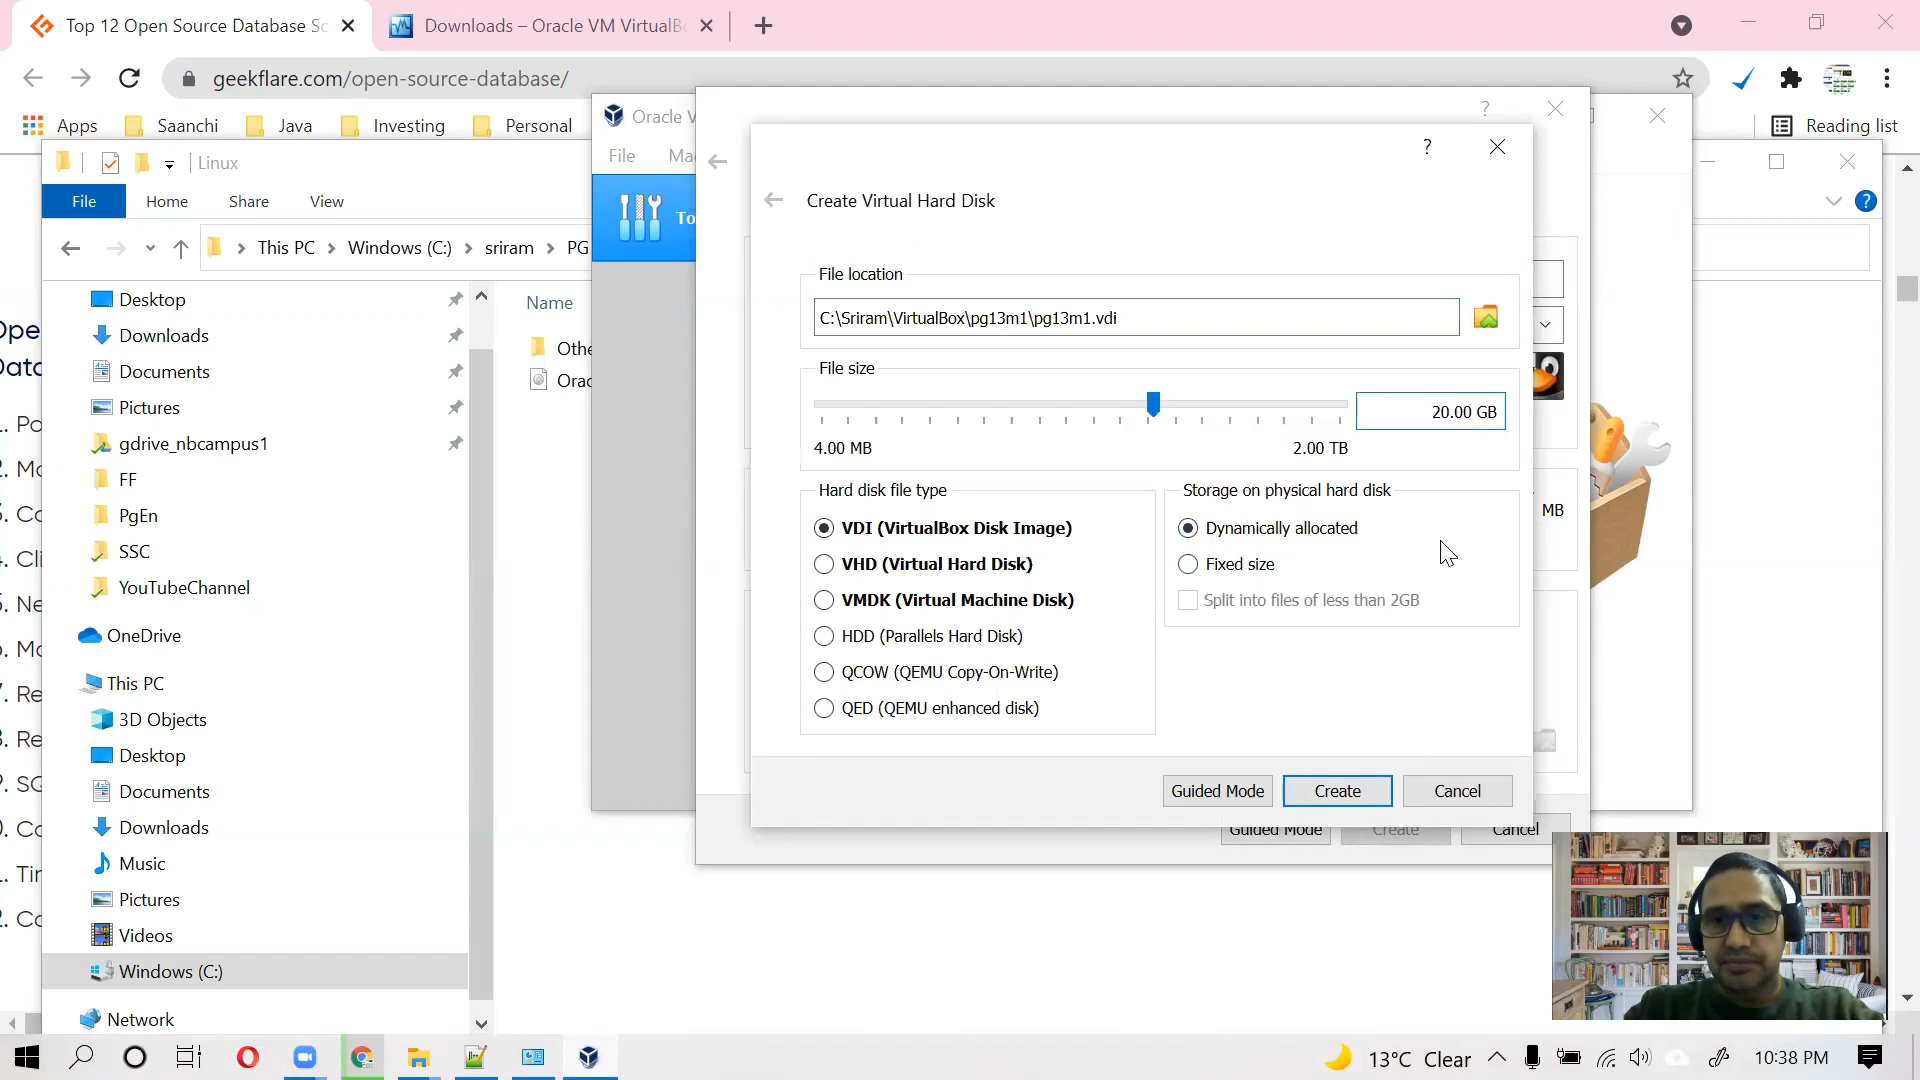 Top 12 Open Source Database So
Downloads – Oracle VM VirtualB
geekflare.com/open-source-database/
Apps
Saanchi
Java
Investing
Personal
Reading list
Linux
File
Home
Share
View
This PC
Windows (C:)
sriram
PG
Desktop
Downloads
Documents
Pictures
gdrive_nbcampus1
FF
PgEn
SSC
YouTubeChannel
OneDrive
This PC
3D Objects
Desktop
Documents
Downloads
Music
Pictures
Videos
Windows (C:)
Network
Name
Othe
Orac
Oracle V
File
Mac
To
?
?
Create Virtual Hard Disk
File location
C:\Sriram\VirtualBox\pg13m1\pg13m1.vdi
File size
20.00 GB
4.00 MB
2.00 TB
Hard disk file type
VDI (VirtualBox Disk Image)
VHD (Virtual Hard Disk)
VMDK (Virtual Machine Disk)
HDD (Parallels Hard Disk)
QCOW (QEMU Copy-On-Write)
QED (QEMU enhanced disk)
Storage on physical hard disk
Dynamically allocated
Fixed size
Split into files of less than 2GB
Guided Mode
Create
Cancel
MB
Guided Mode
Create
Cancel
13°C Clear
10:38 PM